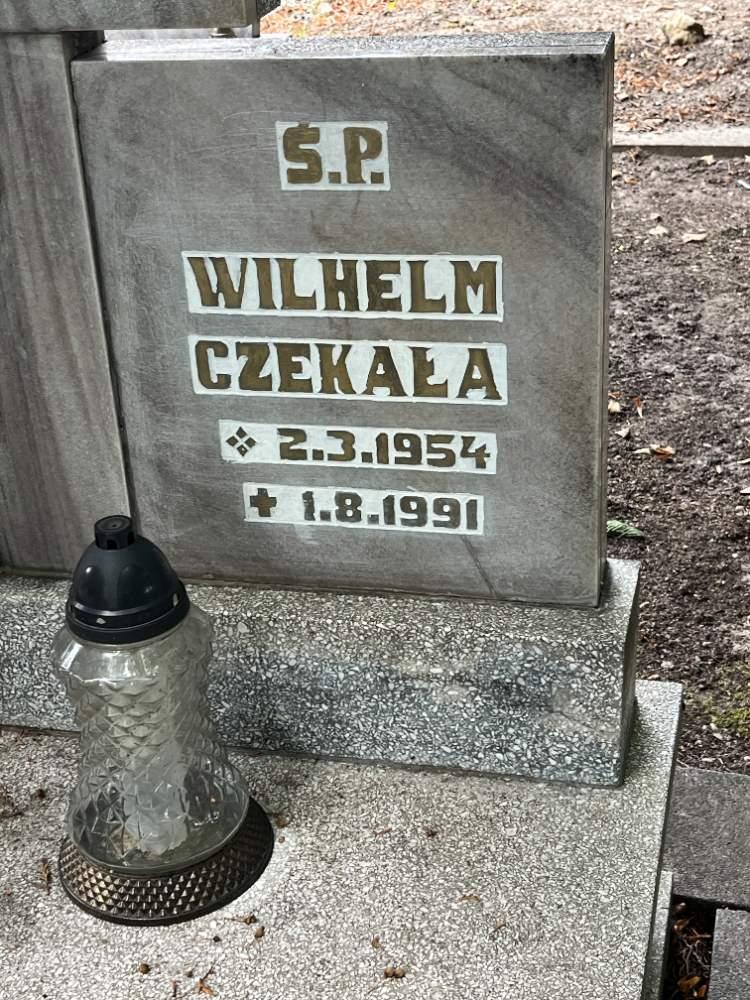 Ś.P.
WILHELM
CZEKAŁA
2.3.1954
1.8.1991